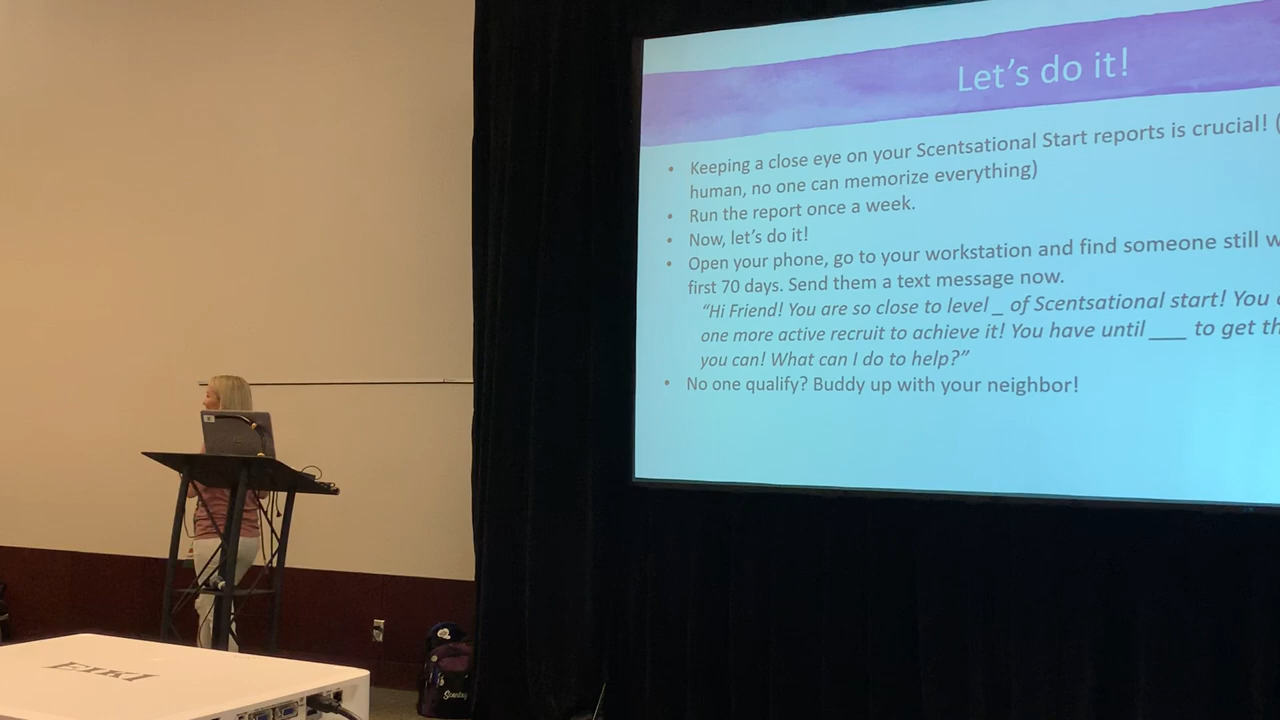 Let's do it!
• Keeping a close eye on your Scentsational Start reports is crucial! (
human, no one can memorize everything)
• Run the report once a week.
• Now, let's do it!
• Open your phone, go to your workstation and find someone still w
first 70 days. Send them a text message now.
"Hi Friend! You are so close to level _ of Scentsational start! You
one more active recruit to achieve it! You have until ___ to get th
you can! What can I do to help?"
• No one qualify? Buddy up with your neighbor!
EIKI
Scentsy